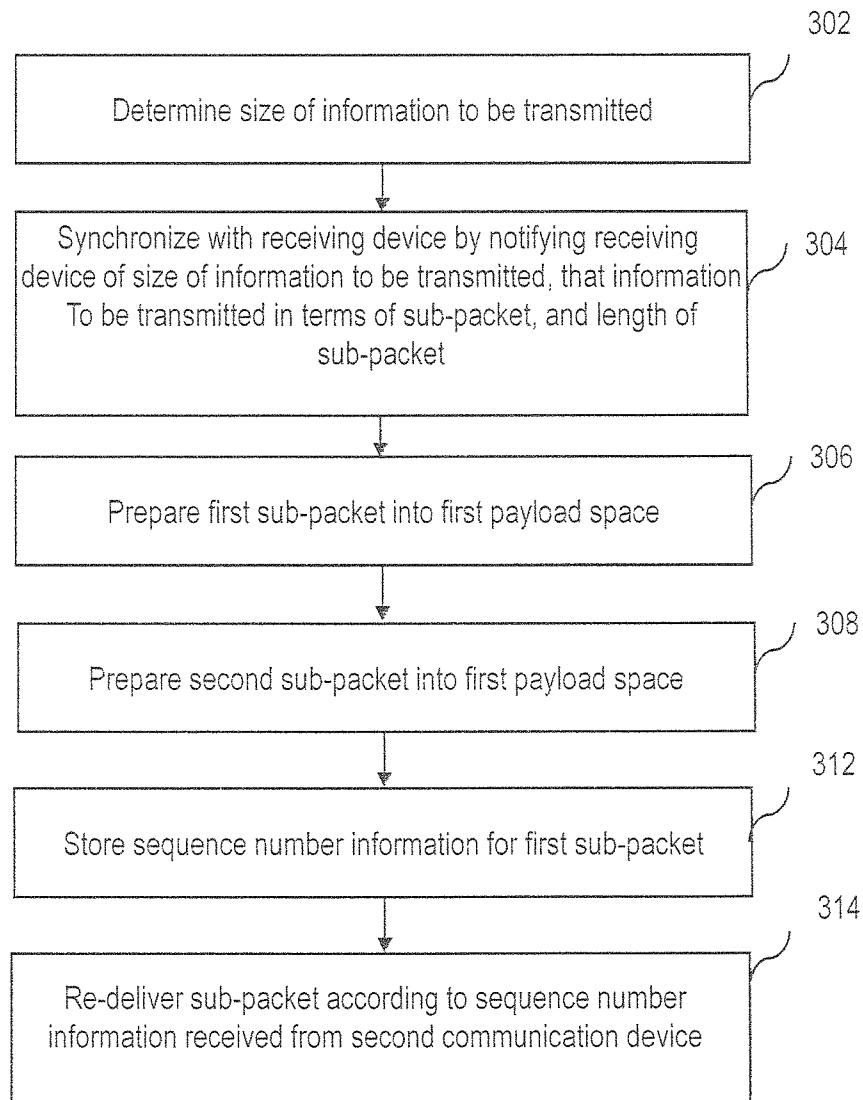 302
Determine size of information to be transmitted
Synchronize with receiving device by notifying receiving
device of size of information to be transmitted, that information
To be transmitted in terms of sub-packet, and length of
sub-packet
304
306
Prepare first sub-packet into first payload space
308
Prepare second sub-packet into first payload space
312
Store sequence number information for first sub-packet
314
Re-deliver sub-packet according to sequence number
information received from second communication device